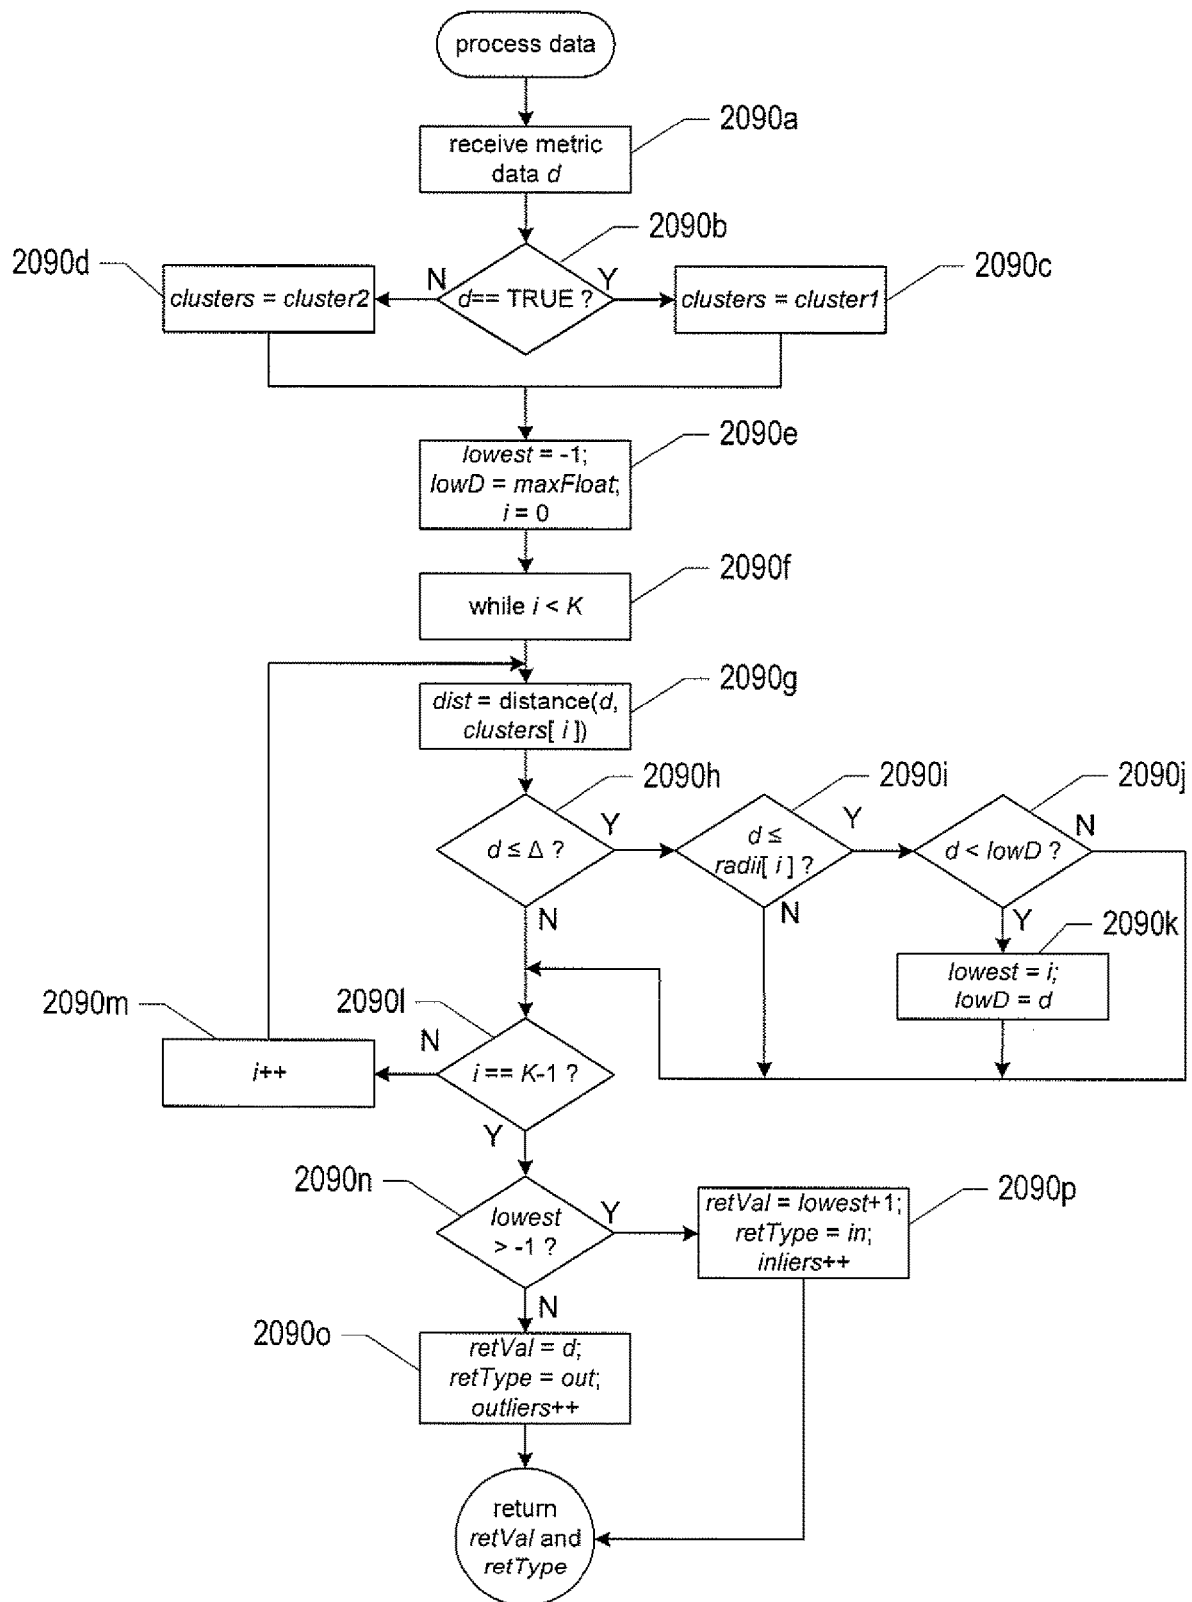 process data
2090a
receive metric
data d
2090b
2090d
N
Y
2090c
clusters = cluster2
d== TRUE ?
clusters = cluster1
2090e
lowest = -1;
lowD = maxFloat;
i = 0
2090f
while i < K
2090g
dist = distance(d,
clusters[ i ])
2090h
2090i
2090j
Y
Y
N
d ≤ Δ ?
d ≤
radii[ i ] ?
d < lowD ?
N
N
Y
2090k
lowest = i;
lowD = d
2090m
2090l
N
i++
i == K-1 ?
Y
2090n
2090p
Y
lowest
> -1 ?
retVal = lowest+1;
retType = in;
inliers++
N
2090o
retVal = d;
retType = out;
outliers++
return
retVal and
retType